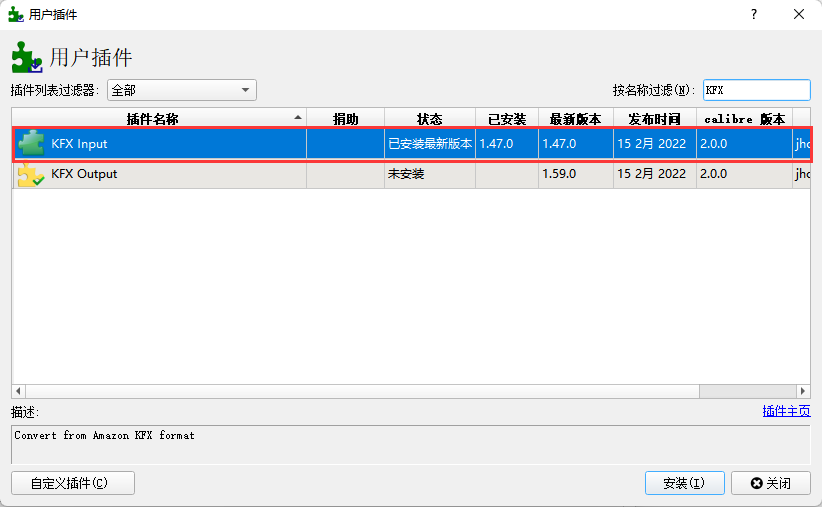 用户插件
用户插件
插件列表过滤器: 全部 按名称过滤(N): KFX
插件名称 捐助 状态 已安装 最新版本 发布时间 calibre 版本
KFX Input 已安装最新版本 1.47.0 1.47.0 15 2月 2022 2.0.0
KFX Output 未安装 1.59.0 15 2月 2022 2.0.0
描述: 插件主页
Convert from Amazon KFX format
自定义插件(C) 安装(I) 关闭